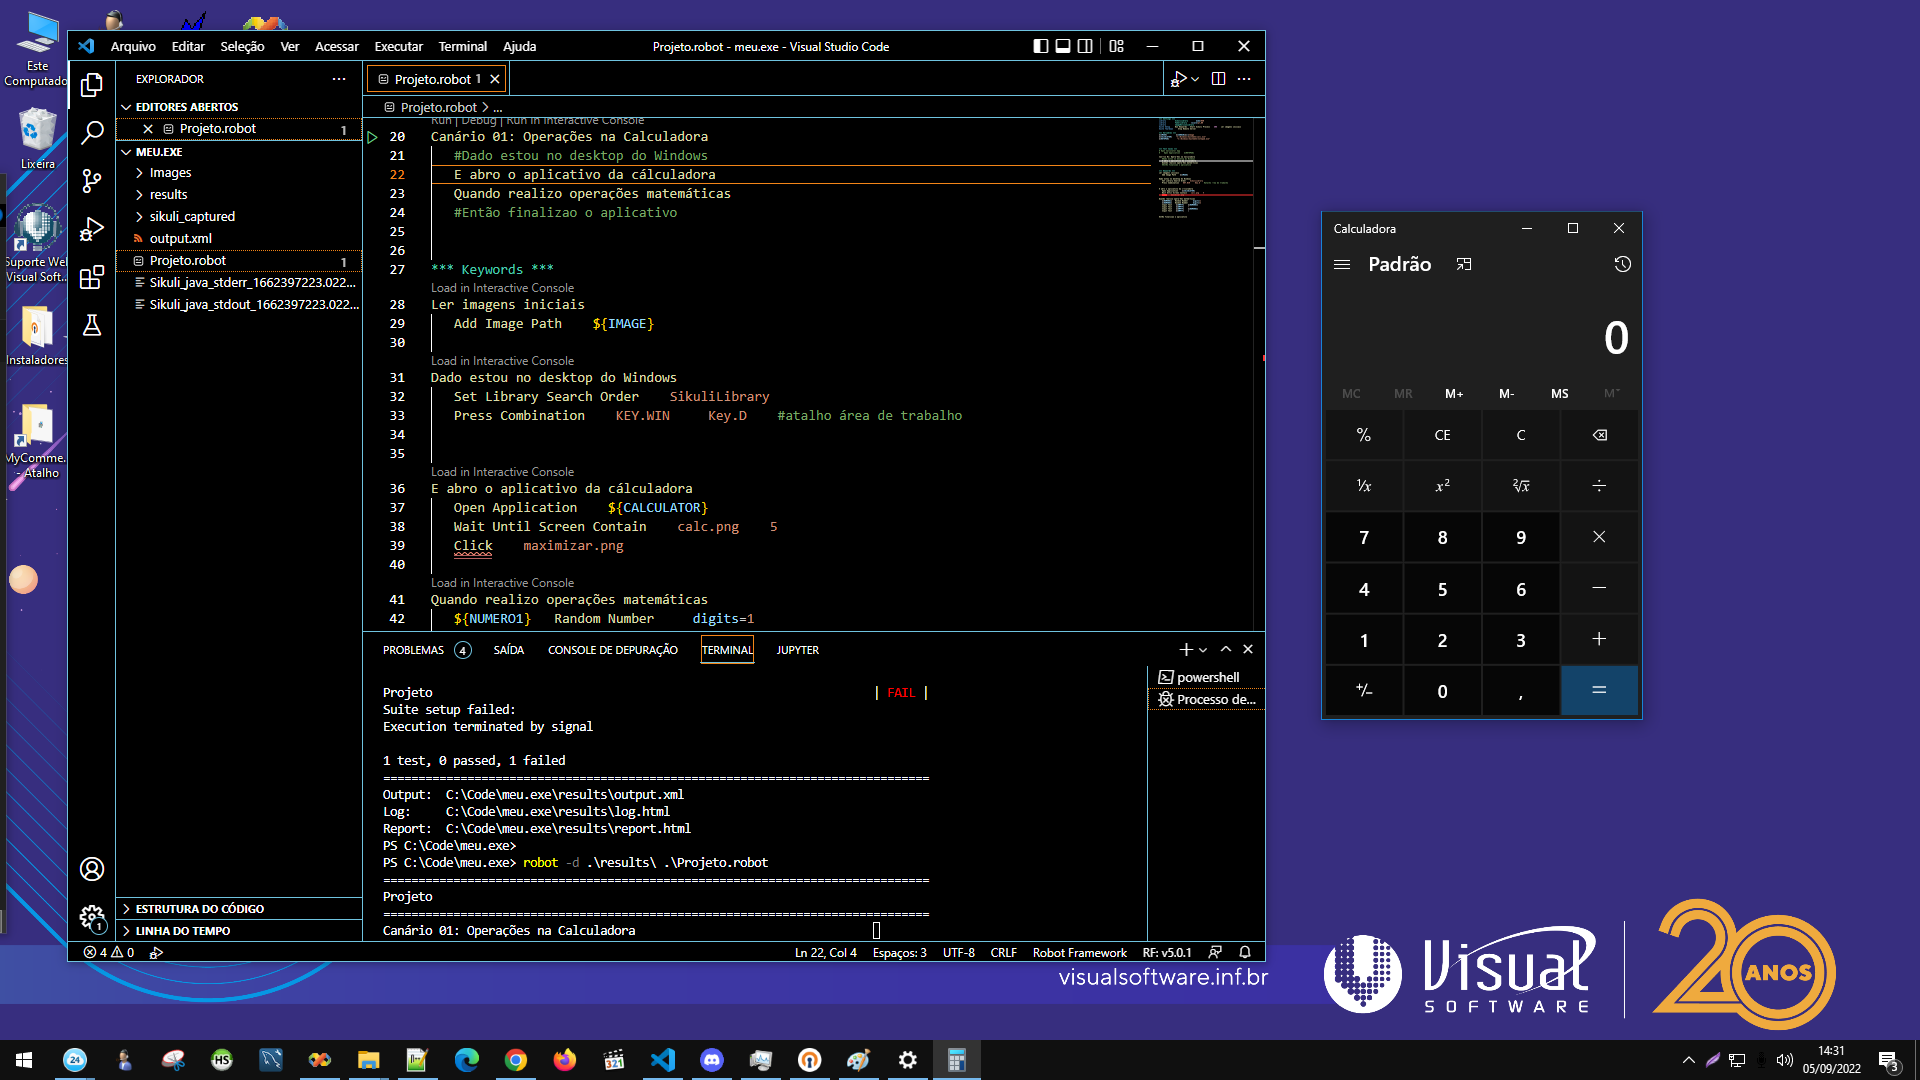 Este
Computado
Lixeira
Suporte Wel
Visual Soft...
Instaladores
MyComme...
- Atalho
Arquivo Editar Seleção Ver Acessar Executar Terminal Ajuda
Projeto.robot - meu.exe - Visual Studio Code
EXPLORADOR ...
EDITORES ABERTOS
Projeto.robot 1
MEU.EXE
Images
results
sikuli_captured
output.xml
Projeto.robot 1
Sikuli_java_stderr_1662397223.022...
Sikuli_java_stdout_1662397223.022...
ESTRUTURA DO CÓDIGO
LINHA DO TEMPO
Projeto.robot 1
Projeto.robot > ...
Run | Debug | Run in Interactive Console
20 Canário 01: Operações na Calculadora
21 #Dado estou no desktop do Windows
22 E abro o aplicativo da cálculadora
23 Quando realizo operações matemáticas
24 #Então finalizao o aplicativo
25
26
27 *** Keywords ***
Load in Interactive Console
28 Ler imagens iniciais
29 Add Image Path ${IMAGE}
30
Load in Interactive Console
31 Dado estou no desktop do Windows
32 Set Library Search Order SikuliLibrary
33 Press Combination KEY.WIN Key.D #atalho área de trabalho
34
35
Load in Interactive Console
36 E abro o aplicativo da cálculadora
37 Open Application ${CALCULATOR}
38 Wait Until Screen Contain calc.png 5
39 Click maximizar.png
40
Load in Interactive Console
41 Quando realizo operações matemáticas
42 ${NUMERO1} Random Number digits=1
PROBLEMAS 4 SAÍDA CONSOLE DE DEPURAÇÃO TERMINAL JUPYTER
powershell
Processo de...
Projeto | FAIL |
Suite setup failed:
Execution terminated by signal
1 test, 0 passed, 1 failed
==============================================================================
Output: C:\Code\meu.exe\results\output.xml
Log: C:\Code\meu.exe\results\log.html
Report: C:\Code\meu.exe\results\report.html
PS C:\Code\meu.exe>
PS C:\Code\meu.exe> robot -d .\results\ .\Projeto.robot
==============================================================================
Projeto
==============================================================================
Canário 01: Operações na Calculadora
1
4 0
Ln 22, Col 4 Espaços: 3 UTF-8 CRLF Robot Framework RF: v5.0.1
Calculadora
Padrão
0
MC MR M+ M- MS M˅
% CE C
¹/x x² ²√x ÷
7 8 9 ×
4 5 6 −
1 2 3 +
+/− 0 , =
visualsoftware.inf.br
Visual
SOFTWARE
20
ANOS
24
HS
321
14:31
05/09/2022
3